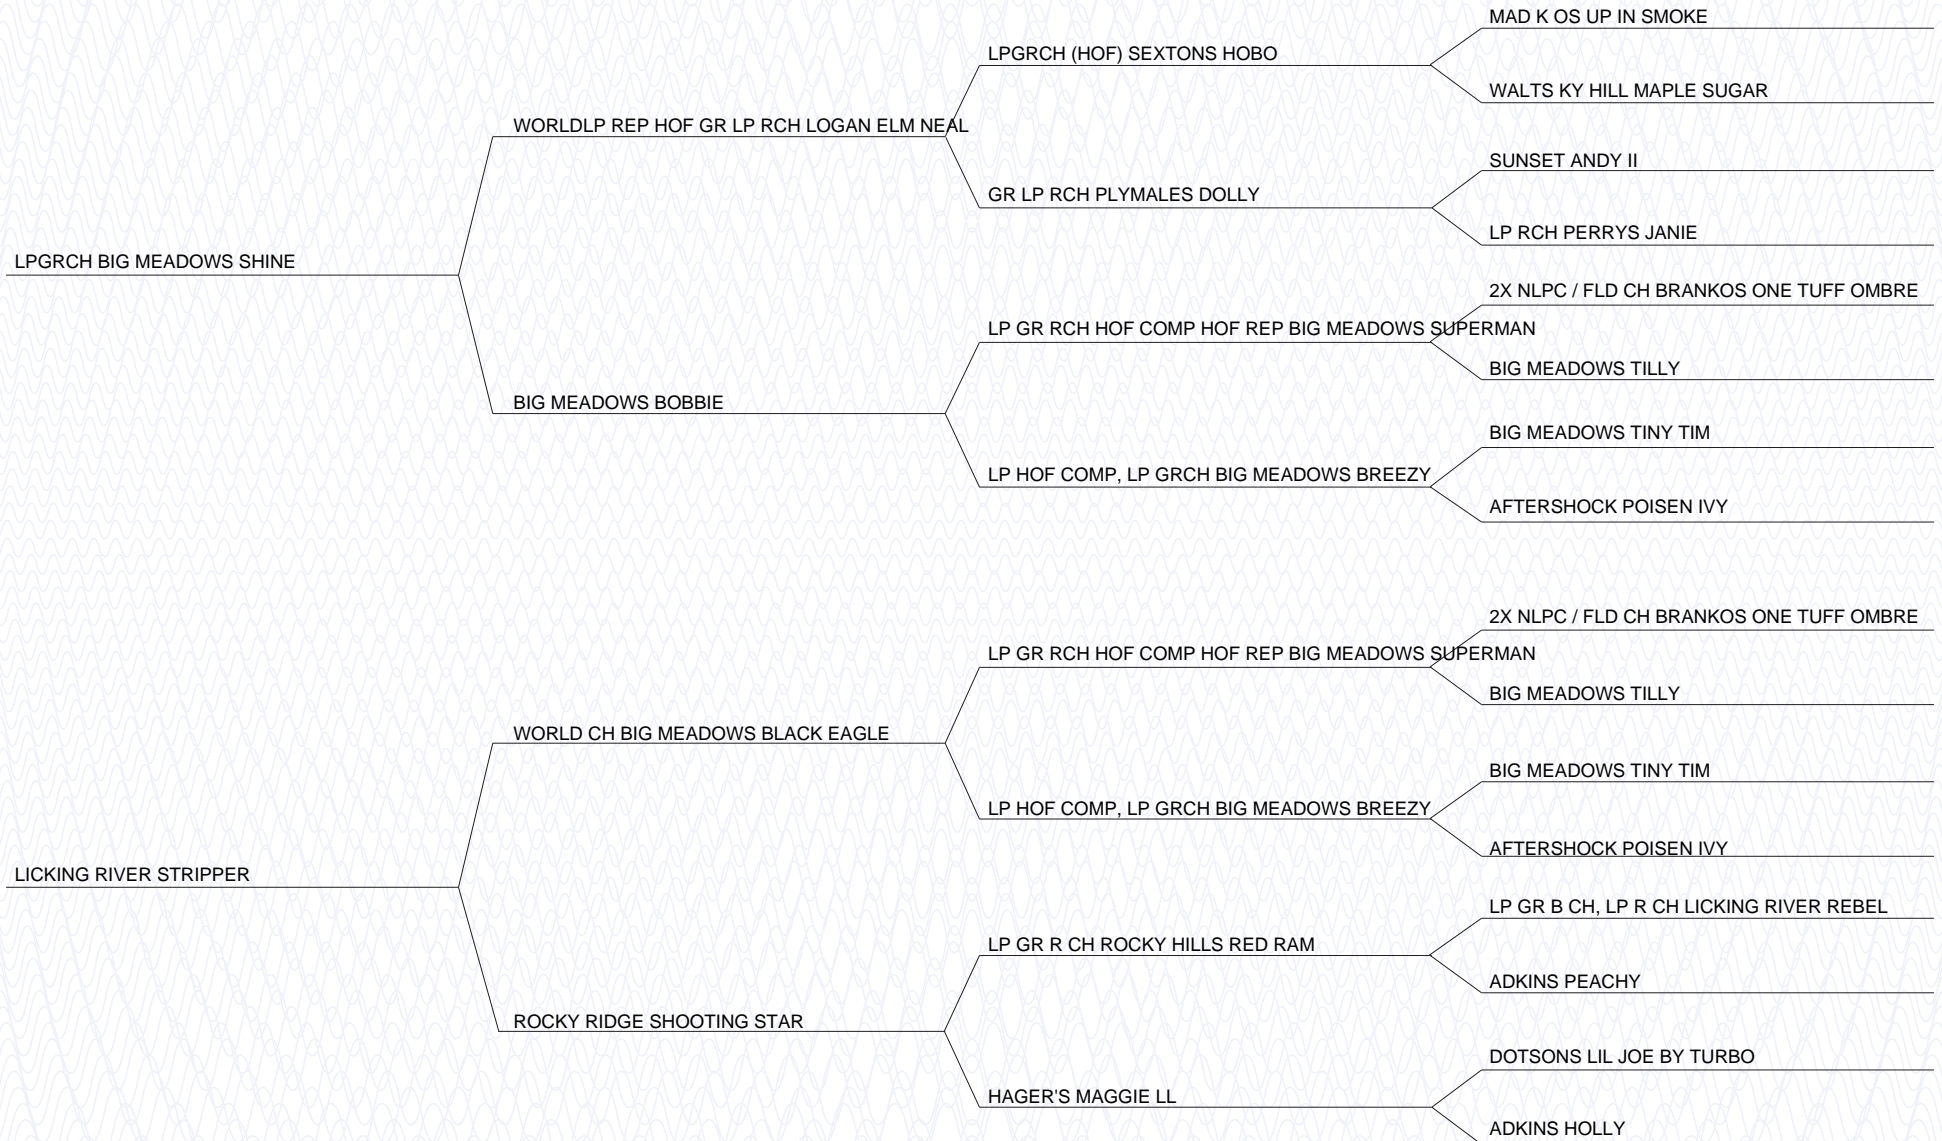 MAD K OS UP IN SMOKE
LPGRCH (HOF) SEXTONS HOBO
WALTS KY HILL MAPLE SUGAR
WORLDLP REP HOF GR LP RCH LOGAN ELM NEAL
SUNSET ANDY II
GR LP RCH PLYMALES DOLLY
LP RCH PERRYS JANIE
LPGRCH BIG MEADOWS SHINE
2X NLPC / FLD CH BRANKOS ONE TUFF OMBRE
LP GR RCH HOF COMP HOF REP BIG MEADOWS SUPERMAN
BIG MEADOWS TILLY
BIG MEADOWS BOBBIE
BIG MEADOWS TINY TIM
LP HOF COMP, LP GRCH BIG MEADOWS BREEZY
AFTERSHOCK POISEN IVY
2X NLPC / FLD CH BRANKOS ONE TUFF OMBRE
LP GR RCH HOF COMP HOF REP BIG MEADOWS SUPERMAN
BIG MEADOWS TILLY
WORLD CH BIG MEADOWS BLACK EAGLE
BIG MEADOWS TINY TIM
LP HOF COMP, LP GRCH BIG MEADOWS BREEZY
AFTERSHOCK POISEN IVY
LICKING RIVER STRIPPER
LP GR B CH, LP R CH LICKING RIVER REBEL
LP GR R CH ROCKY HILLS RED RAM
ADKINS PEACHY
ROCKY RIDGE SHOOTING STAR
DOTSONS LIL JOE BY TURBO
HAGER'S MAGGIE LL
ADKINS HOLLY